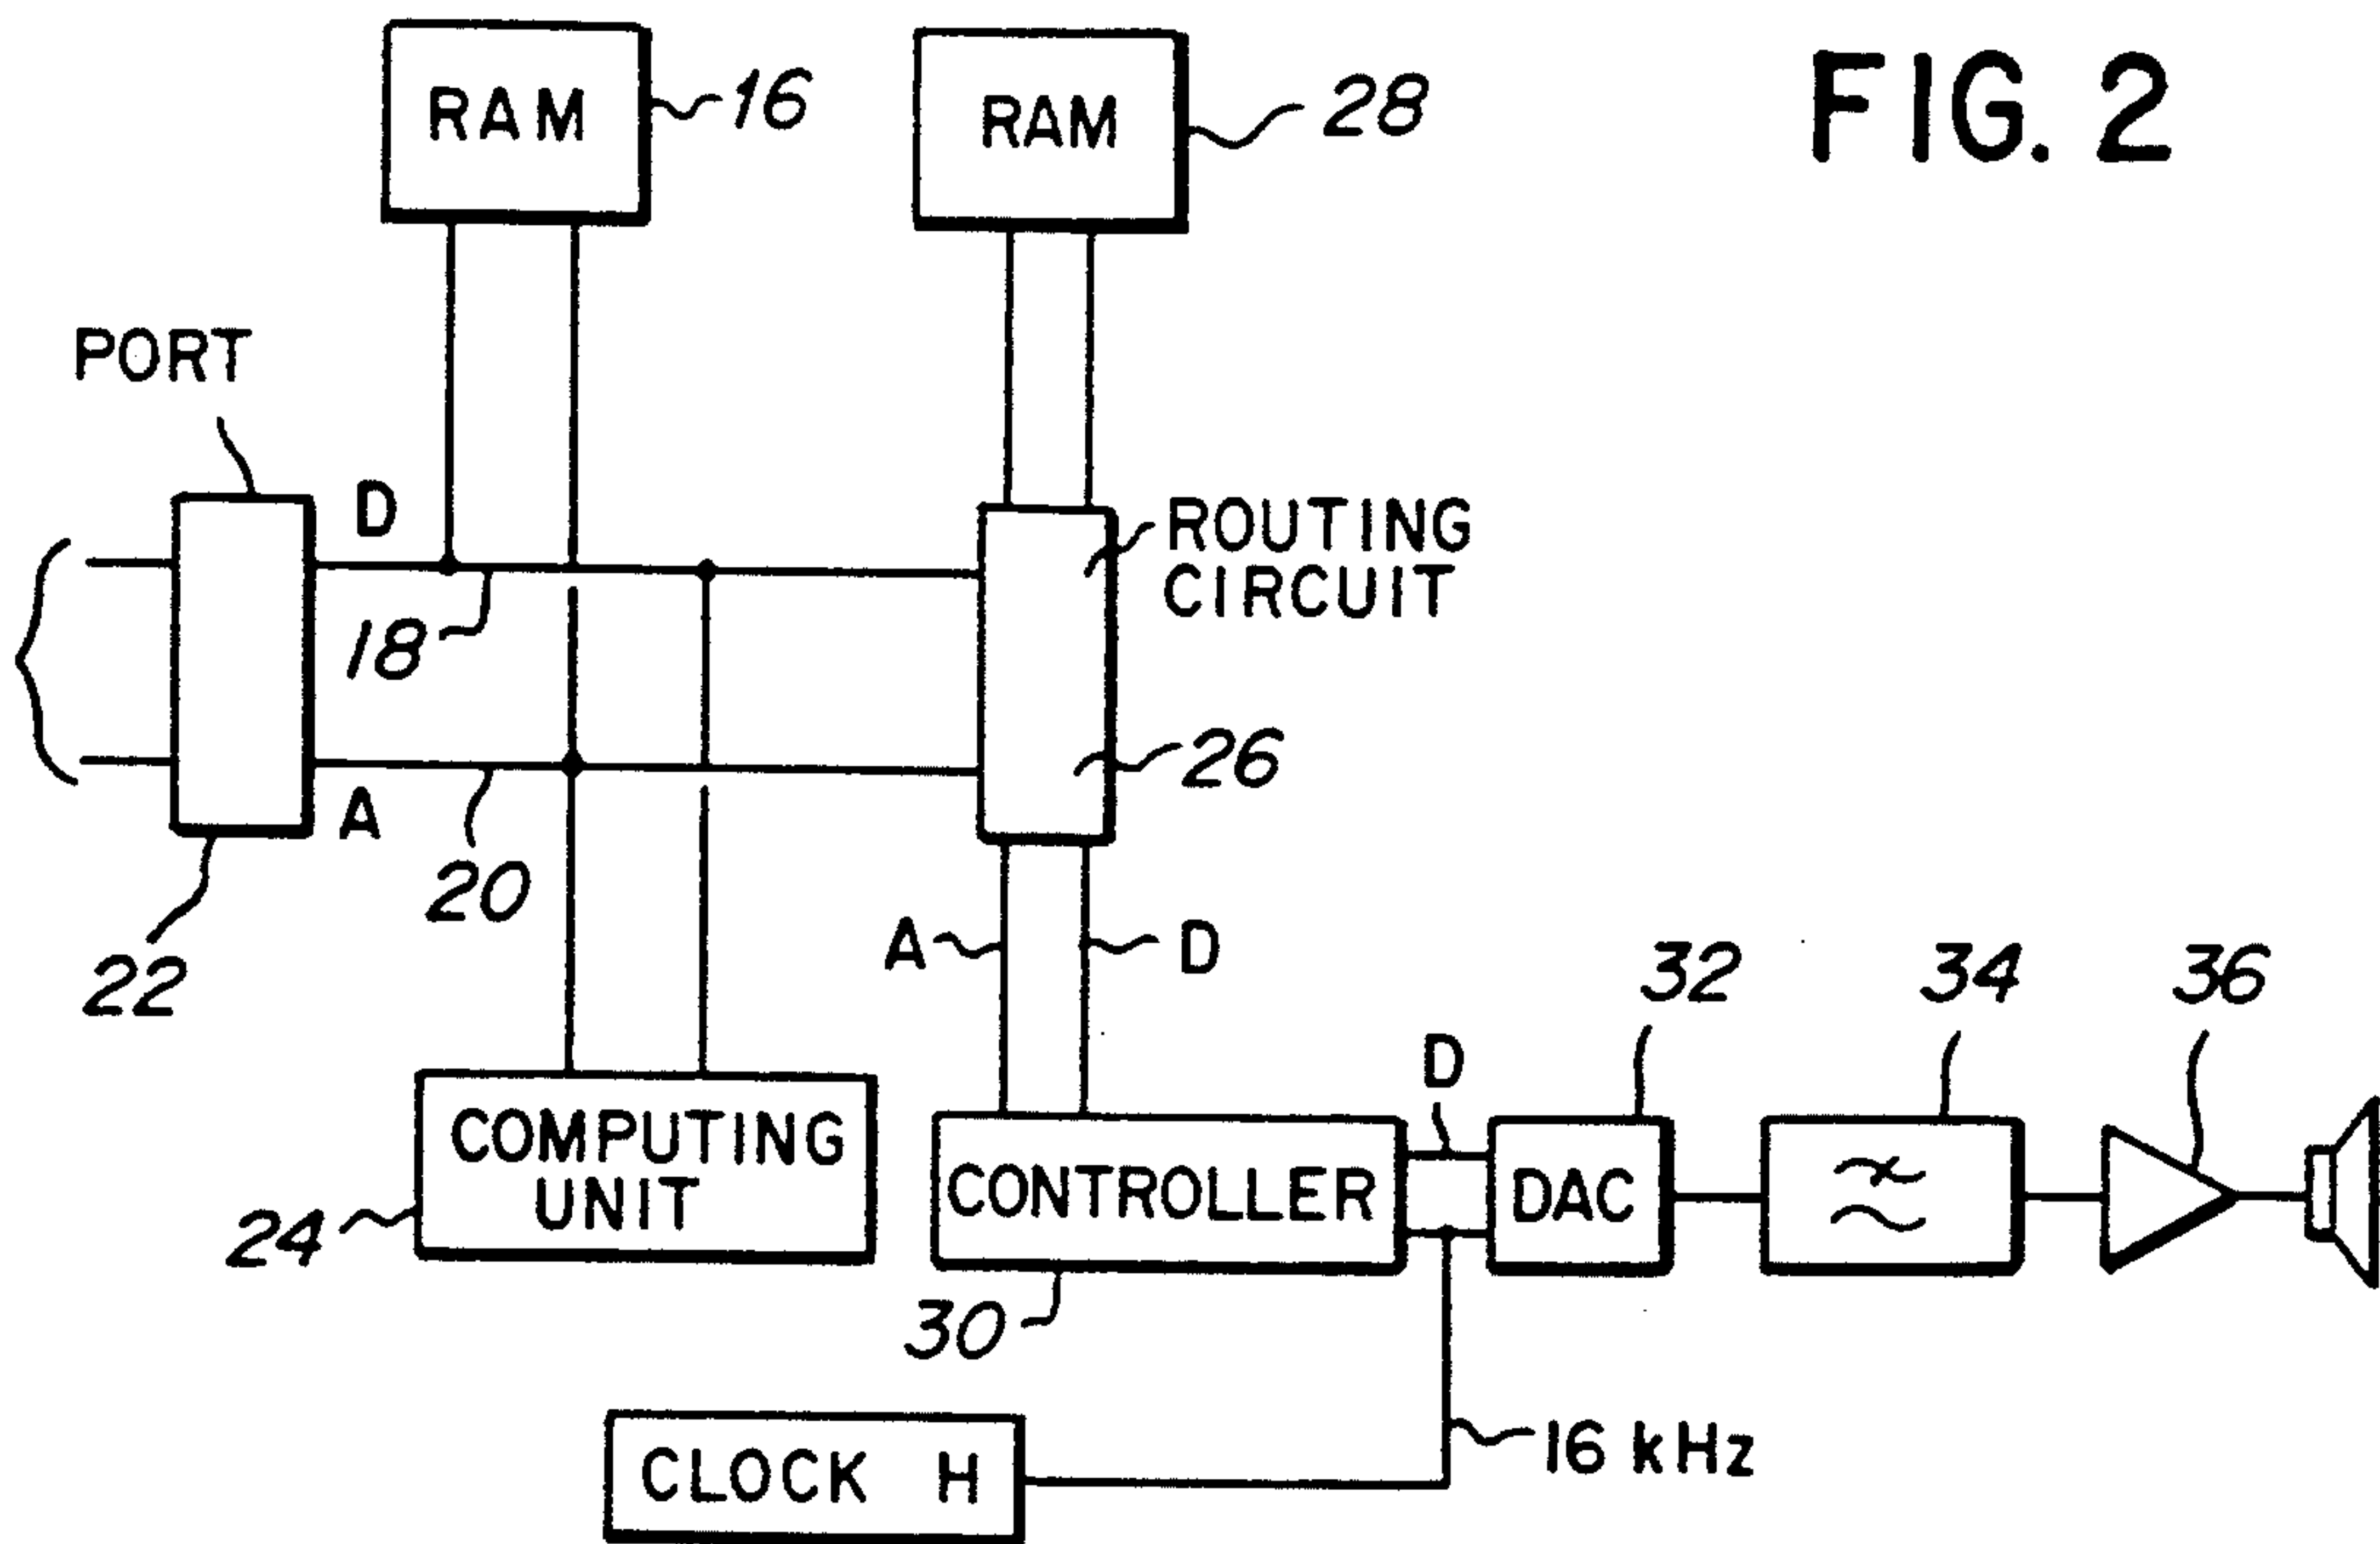 FIG. 2
RAM
16
RAM
28
PORT
D
18
ROUTING
CIRCUIT
26
A
20
22
A
D
32
34
36
D
COMPUTING
UNIT
24
CONTROLLER
DAC
30
CLOCK H
16 kHz